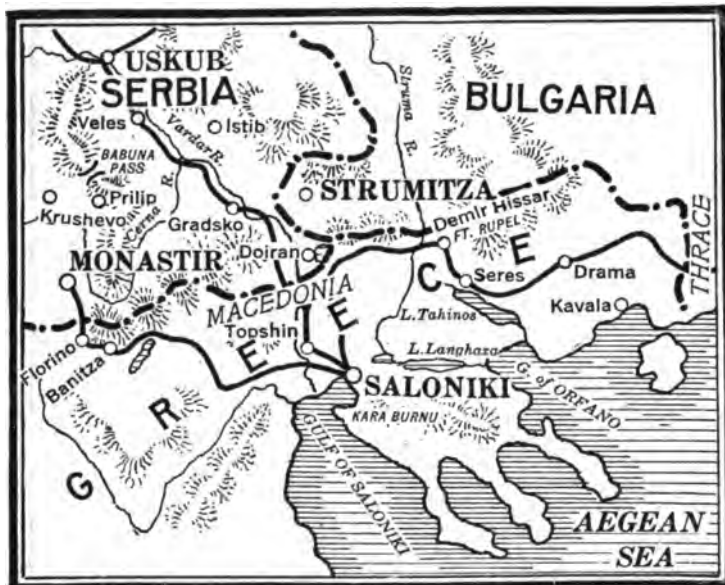 USKUB
SERBIA
BULGARIA
Veles
Istib
Vardar R.
Struma R.
BABUNA PASS
Prilip
Krushevo
Cerna R.
Gradsko
STRUMITZA
Demir Hissar
FT. RUPEL
THRACE
MONASTIR
Doiran
MACEDONIA
Seres
Drama
Kavala
L. Tahinos
Topshin
L. Langhaza
Florino
Banitza
SALONIKI
G. of ORFANO
KARA BURNU
GREECE
GULF OF SALONIKI
AEGEAN
SEA